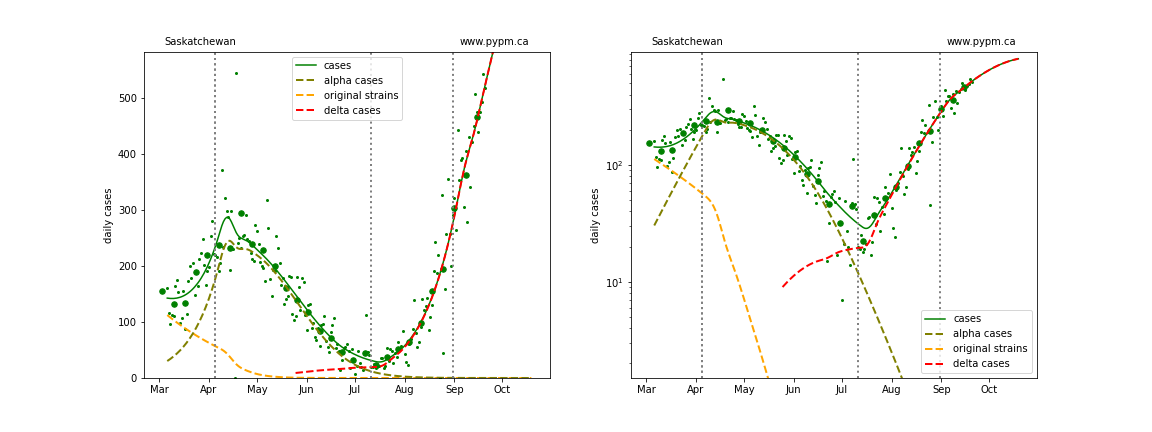 Saskatchewan www.pypm.ca
cases
alpha cases
original strains
delta cases
daily cases
500
400
300
200
100
0
Mar Apr May Jun Jul Aug Sep Oct
Saskatchewan www.pypm.ca
daily cases
10²
10¹
cases
alpha cases
original strains
delta cases
Mar Apr May Jun Jul Aug Sep Oct